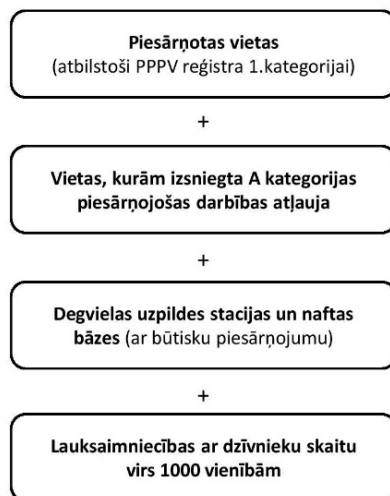 Piesārņotas vietas
(atbilstoši PPPV reģistra 1.kategorijai)
+
Vietas, kurām izsniegta A kategorijas
piesārņojošas darbības atļauja
+
Degvielas uzpildes stacijas un naftas
bāzes (ar būtisku piesārņojumu)
+
Lauksaimniecības ar dzīvnieku skaitu
virs 1000 vienībām